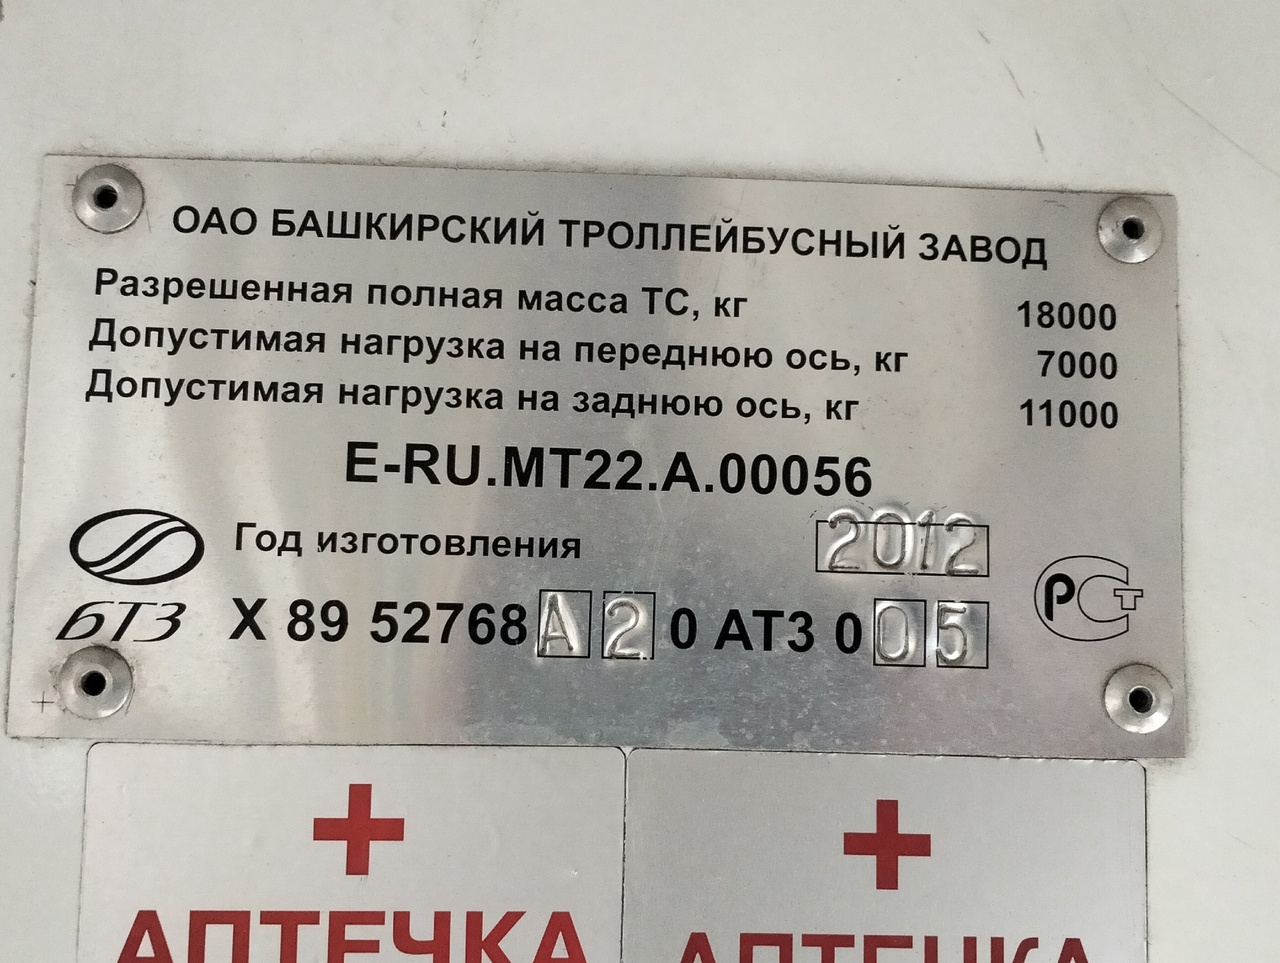 ОАО БАШКИРСКИЙ ТРОЛЛЕЙБУСНЫЙ ЗАВОД
Разрешенная полная масса ТС, кг 18000
Допустимая нагрузка на переднюю ось, кг 7000
Допустимая нагрузка на заднюю ось, кг 11000
E-RU.MT22.A.00056
Год изготовления 2012
БТЗ X 89 52768 A 2 0 AT3 0 0 5
РСТ
АПТЕЧКА АПТЕЧКА